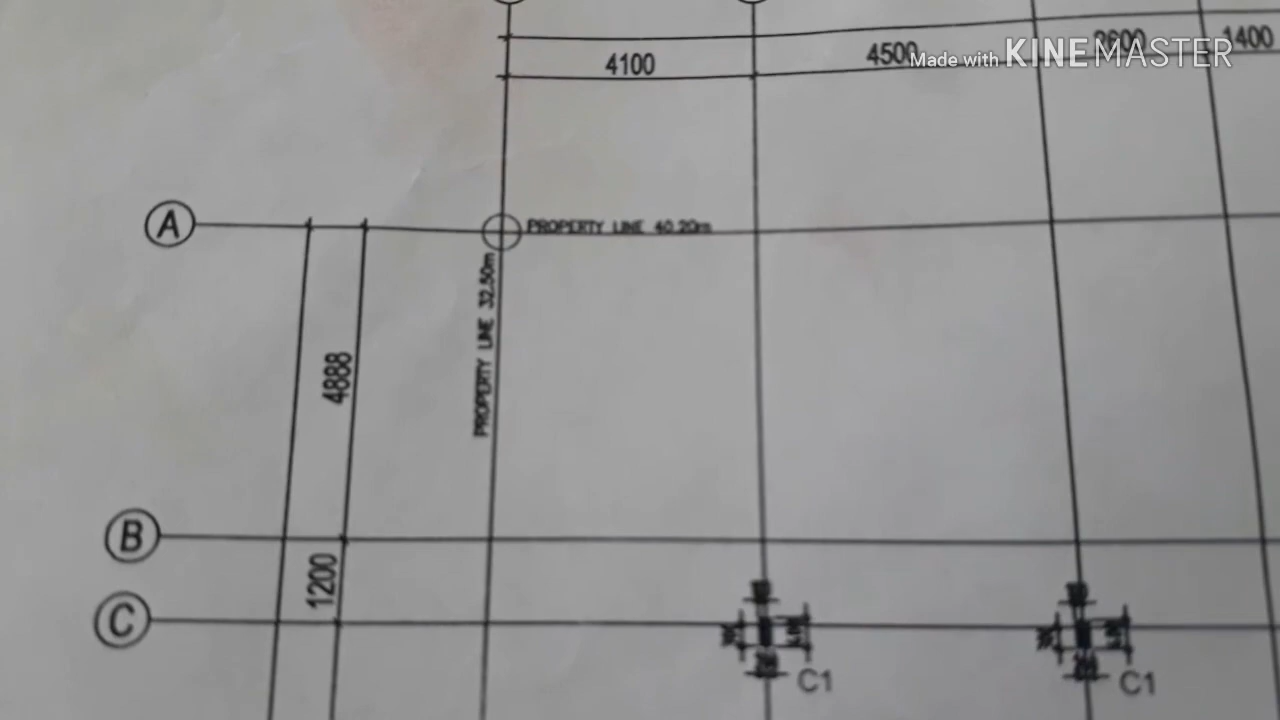 4100
4500
1400
Made with KINEMASTER
A
PROPERTY LINE 40.20m
PROPERTY LINE 32.50m
4888
B
1200
C
C1
C1